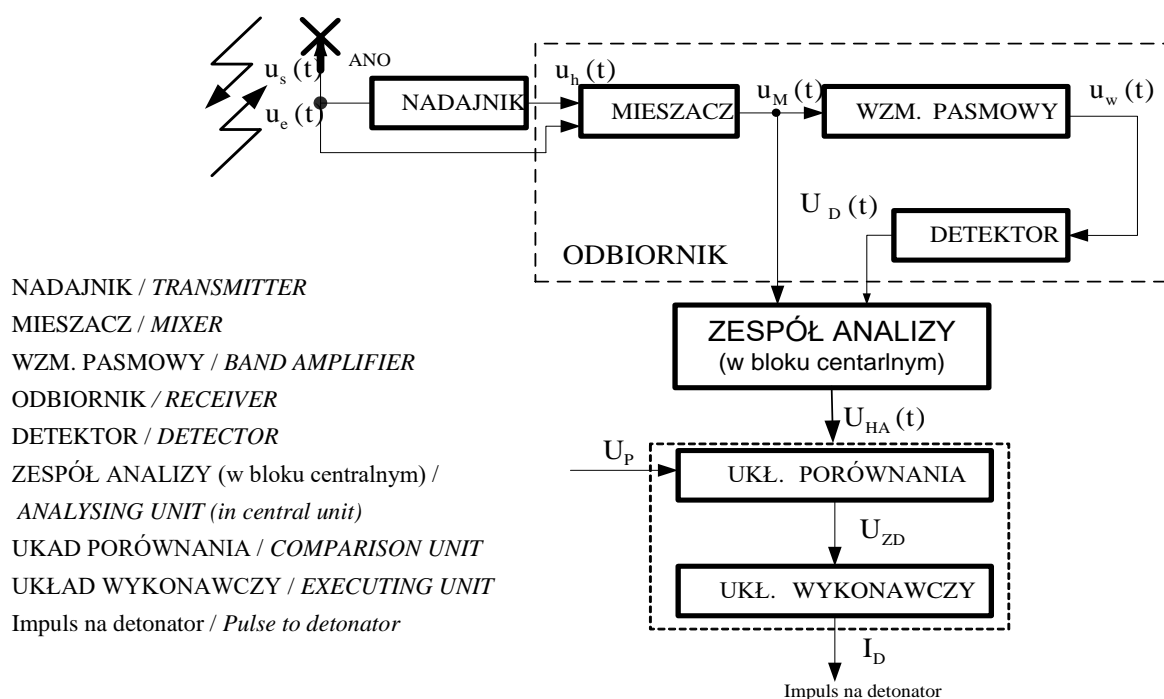 ANO
u_s (t)
u_e (t)
NADAJNIK
u_h (t)
MIESZACZ
u_M (t)
WZM. PASMOWY
u_w (t)
U_D (t)
DETEKTOR
ODBIORNIK
NADAJNIK / TRANSMITTER
MIESZACZ / MIXER
WZM. PASMOWY / BAND AMPLIFIER
ODBIORNIK / RECEIVER
DETEKTOR / DETECTOR
ZESPÓŁ ANALIZY (w bloku centralnym) /
ANALYSING UNIT (in central unit)
UKAD PORÓWNANIA / COMPARISON UNIT
UKŁAD WYKONAWCZY / EXECUTING UNIT
Impuls na detonator / Pulse to detonator
ZESPÓŁ ANALIZY
(w bloku centarlnym)
U_HA (t)
U_P
UKŁ. PORÓWNANIA
U_ZD
UKŁ. WYKONAWCZY
I_D
Impuls na detonator